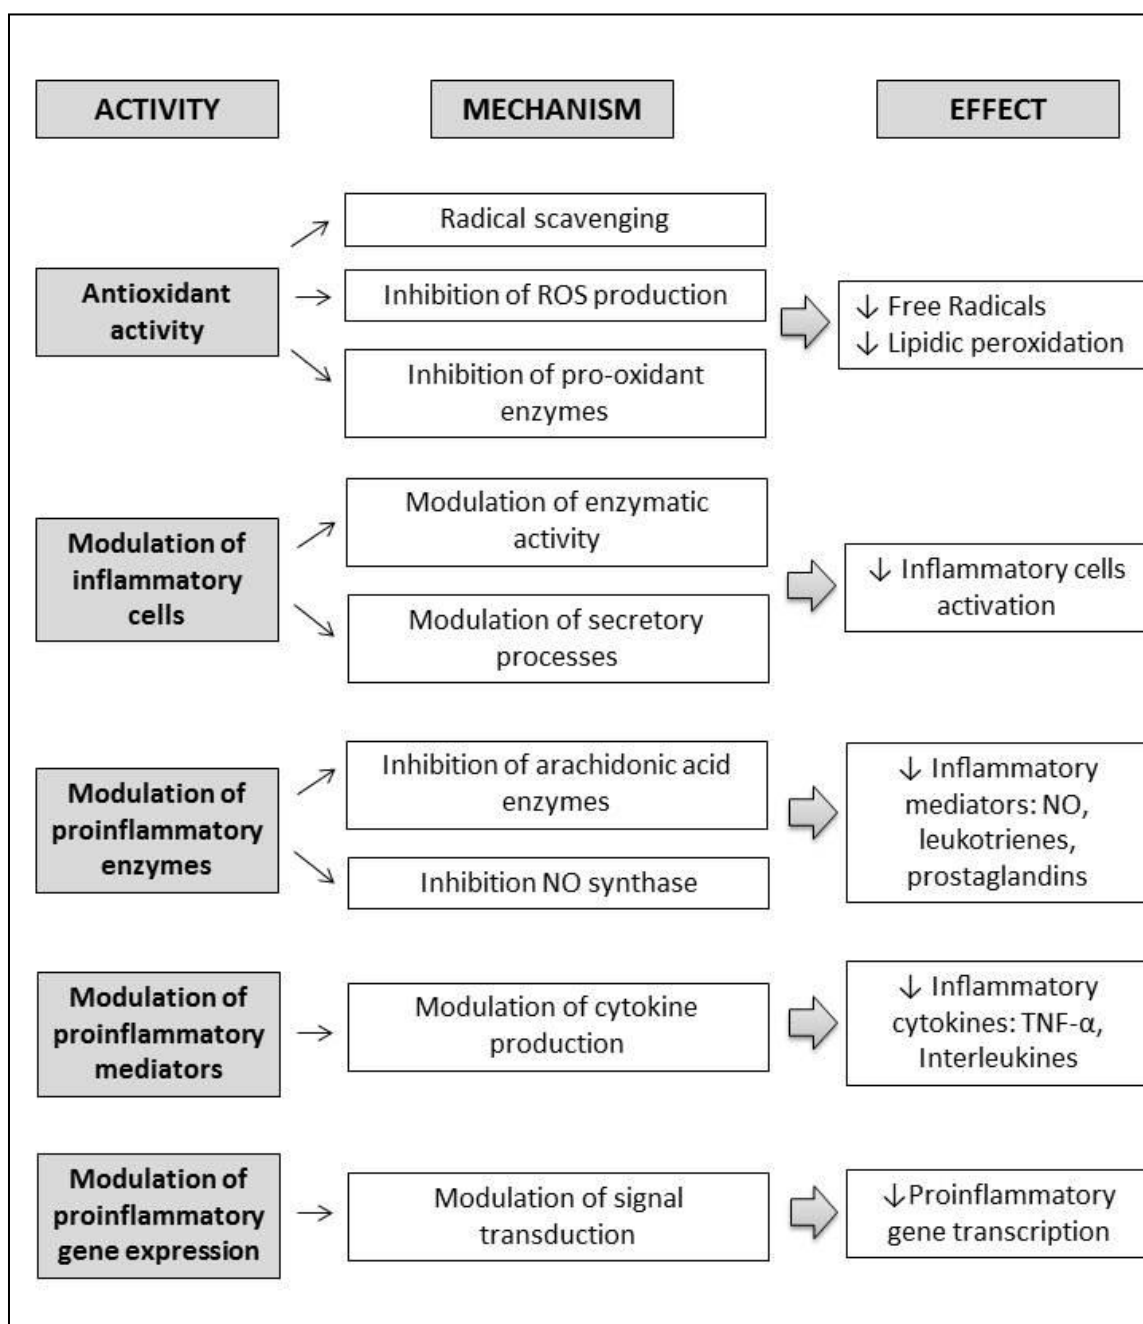 ACTIVITY
MECHANISM
EFFECT
Antioxidant
activity
Radical scavenging
Inhibition of ROS production
Inhibition of pro-oxidant
enzymes
↓ Free Radicals
↓ Lipidic peroxidation
Modulation of
inflammatory
cells
Modulation of enzymatic
activity
Modulation of secretory
processes
↓ Inflammatory cells
activation
Modulation of
proinflammatory
enzymes
Inhibition of arachidonic acid
enzymes
Inhibition NO synthase
↓ Inflammatory
mediators: NO,
leukotrienes,
prostaglandins
Modulation of
proinflammatory
mediators
Modulation of cytokine
production
↓ Inflammatory
cytokines: TNF-α,
Interleukines
Modulation of
proinflammatory
gene expression
Modulation of signal
transduction
↓Proinflammatory
gene transcription